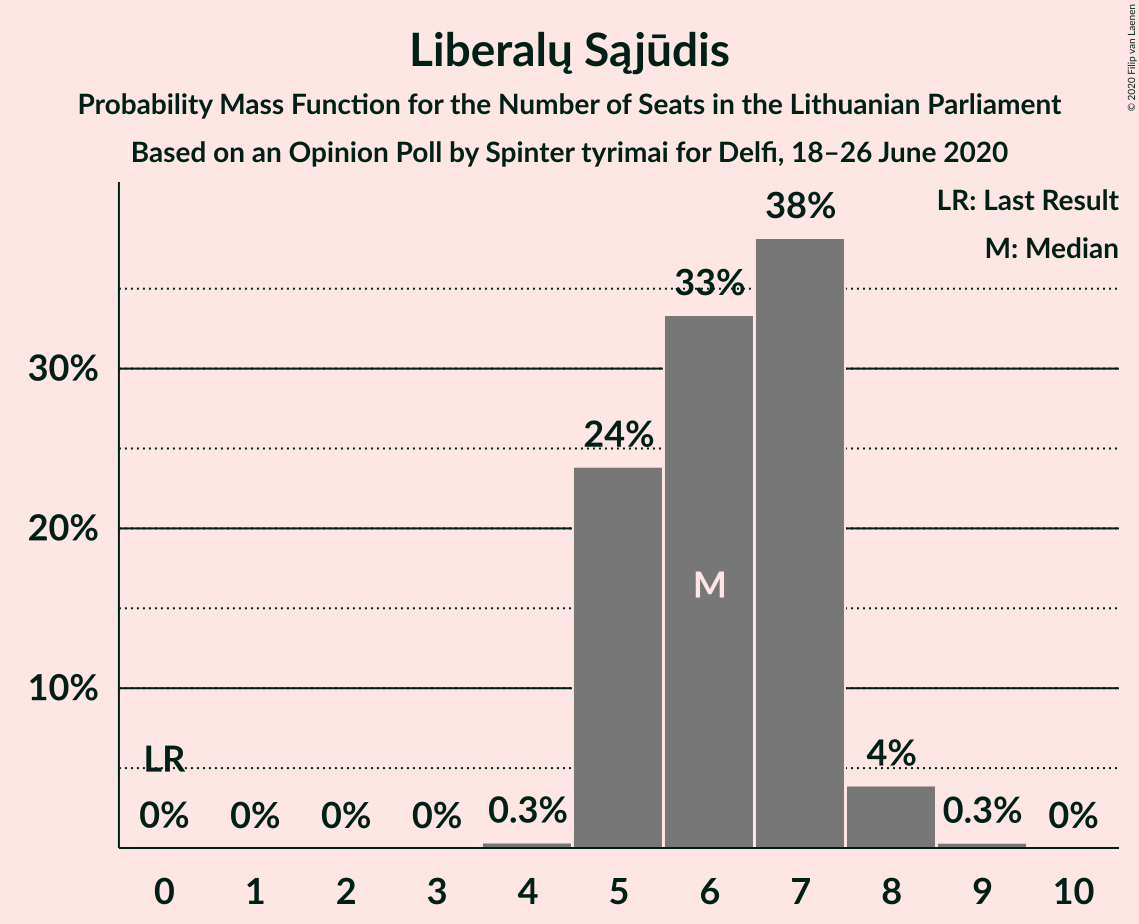 Liberalų Sąjūdis
Probability Mass Function for the Number of Seats in the Lithuanian Parliament
Based on an Opinion Poll by Spinter tyrimai for Delfi, 18–26 June 2020
© 2020 Filip van Laenen
LR: Last Result
M: Median
38%
33%
30%
24%
20%
M
10%
LR
4%
0% 0% 0% 0% 0.3% 0.3% 0%
0 1 2 3 4 5 6 7 8 9 10